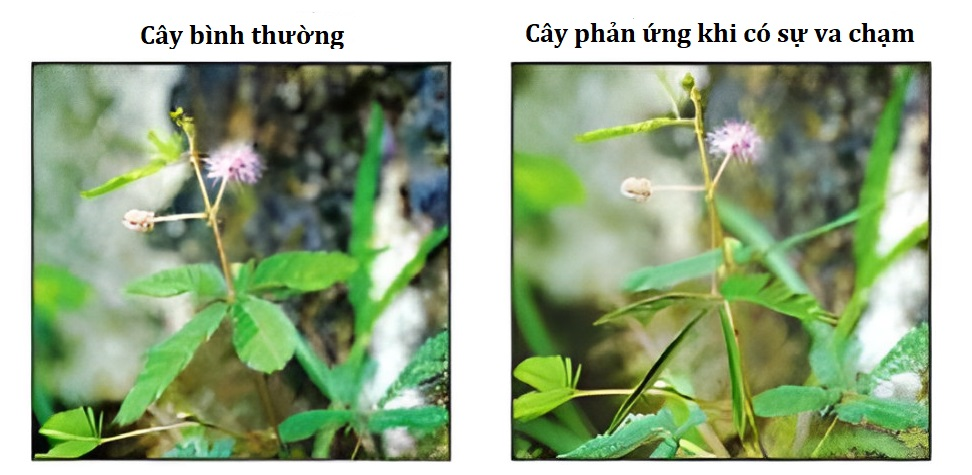 Cây bình thường
Cây phản ứng khi có sự va chạm